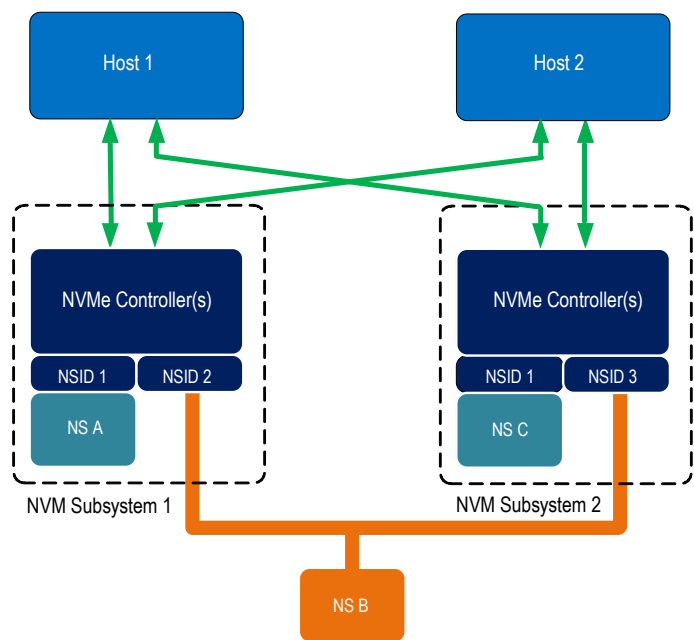 Host 1
Host 2
NVMe Controller(s)
NVMe Controller(s)
NSID 1
NSID 2
NSID 1
NSID 3
NS A
NS C
NVM Subsystem 1
NVM Subsystem 2
NS B